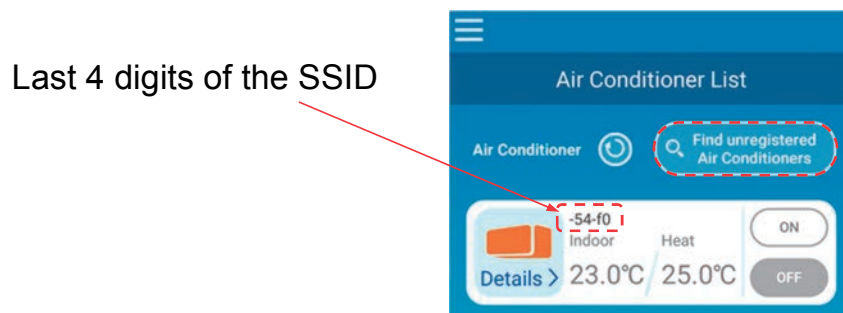 Last 4 digits of the SSID
Air Conditioner List
Air Conditioner
Find unregistered
Air Conditioners
-54-f0
Indoor
Heat
ON
Details >
23.0℃
25.0℃
OFF